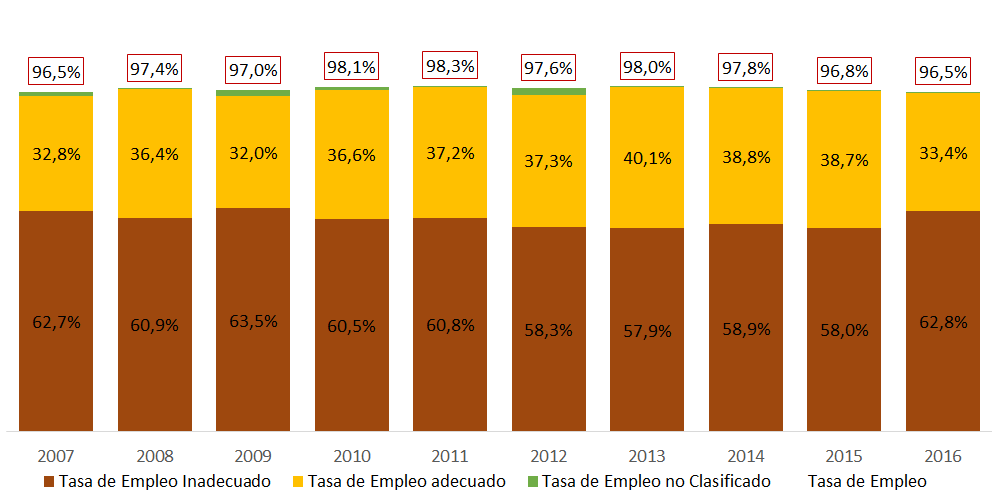 96,5% 97,4% 97,0% 98,1% 98,3% 97,6% 98,0% 97,8% 96,8% 96,5%
32,8% 36,4% 32,0% 36,6% 37,2% 37,3% 40,1% 38,8% 38,7% 33,4%
62,7% 60,9% 63,5% 60,5% 60,8% 58,3% 57,9% 58,9% 58,0% 62,8%
2007 2008 2009 2010 2011 2012 2013 2014 2015 2016
Tasa de Empleo Inadecuado Tasa de Empleo adecuado Tasa de Empleo no Clasificado Tasa de Empleo